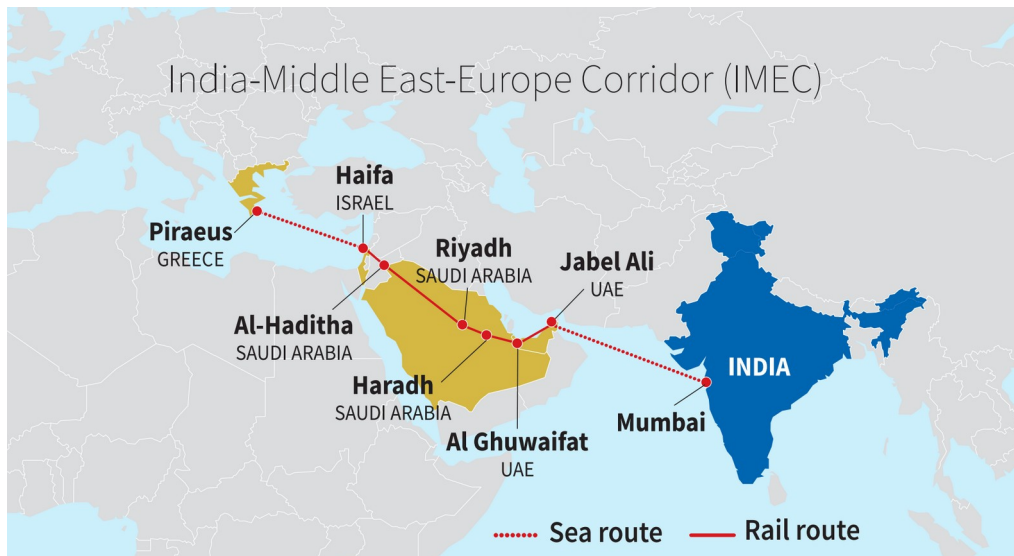 India-Middle East-Europe Corridor (IMEC)
Haifa
ISRAEL
Piraeus
GREECE
Riyadh
SAUDI ARABIA
Jabel Ali
UAE
Al-Haditha
SAUDI ARABIA
Haradh
SAUDI ARABIA
INDIA
Mumbai
Al Ghuwaifat
UAE
Sea route
Rail route